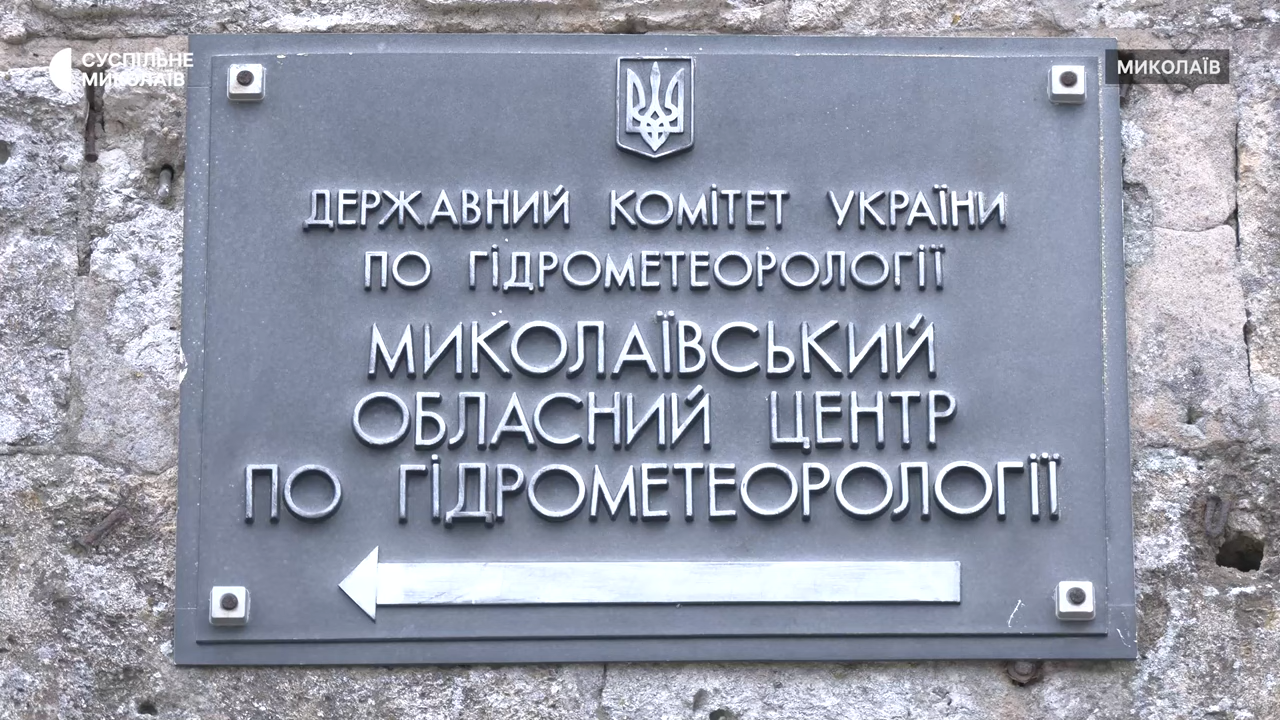 СУСПІЛЬНЕ
МИКОЛАЇВ
МИКОЛАЇВ
ДЕРЖАВНИЙ КОМІТЕТ УКРАЇНИ
ПО ГІДРОМЕТЕОРОЛОГІЇ
МИКОЛАЇВСЬКИЙ
ОБЛАСНИЙ ЦЕНТР
ПО ГІДРОМЕТЕОРОЛОГІЇ